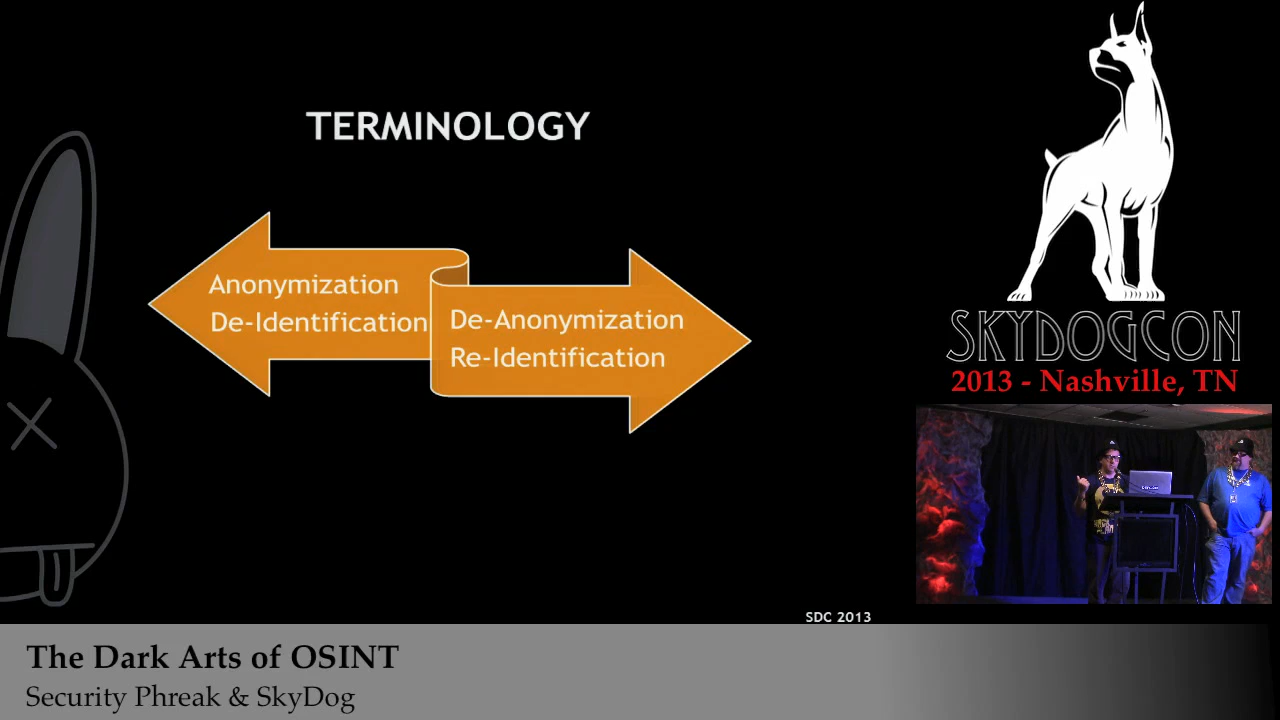 TERMINOLOGY
Anonymization
De-Identification
De-Anonymization
Re-Identification
SKYDOGCON
2013 - Nashville, TN
SDC 2013
The Dark Arts of OSINT
Security Phreak & SkyDog